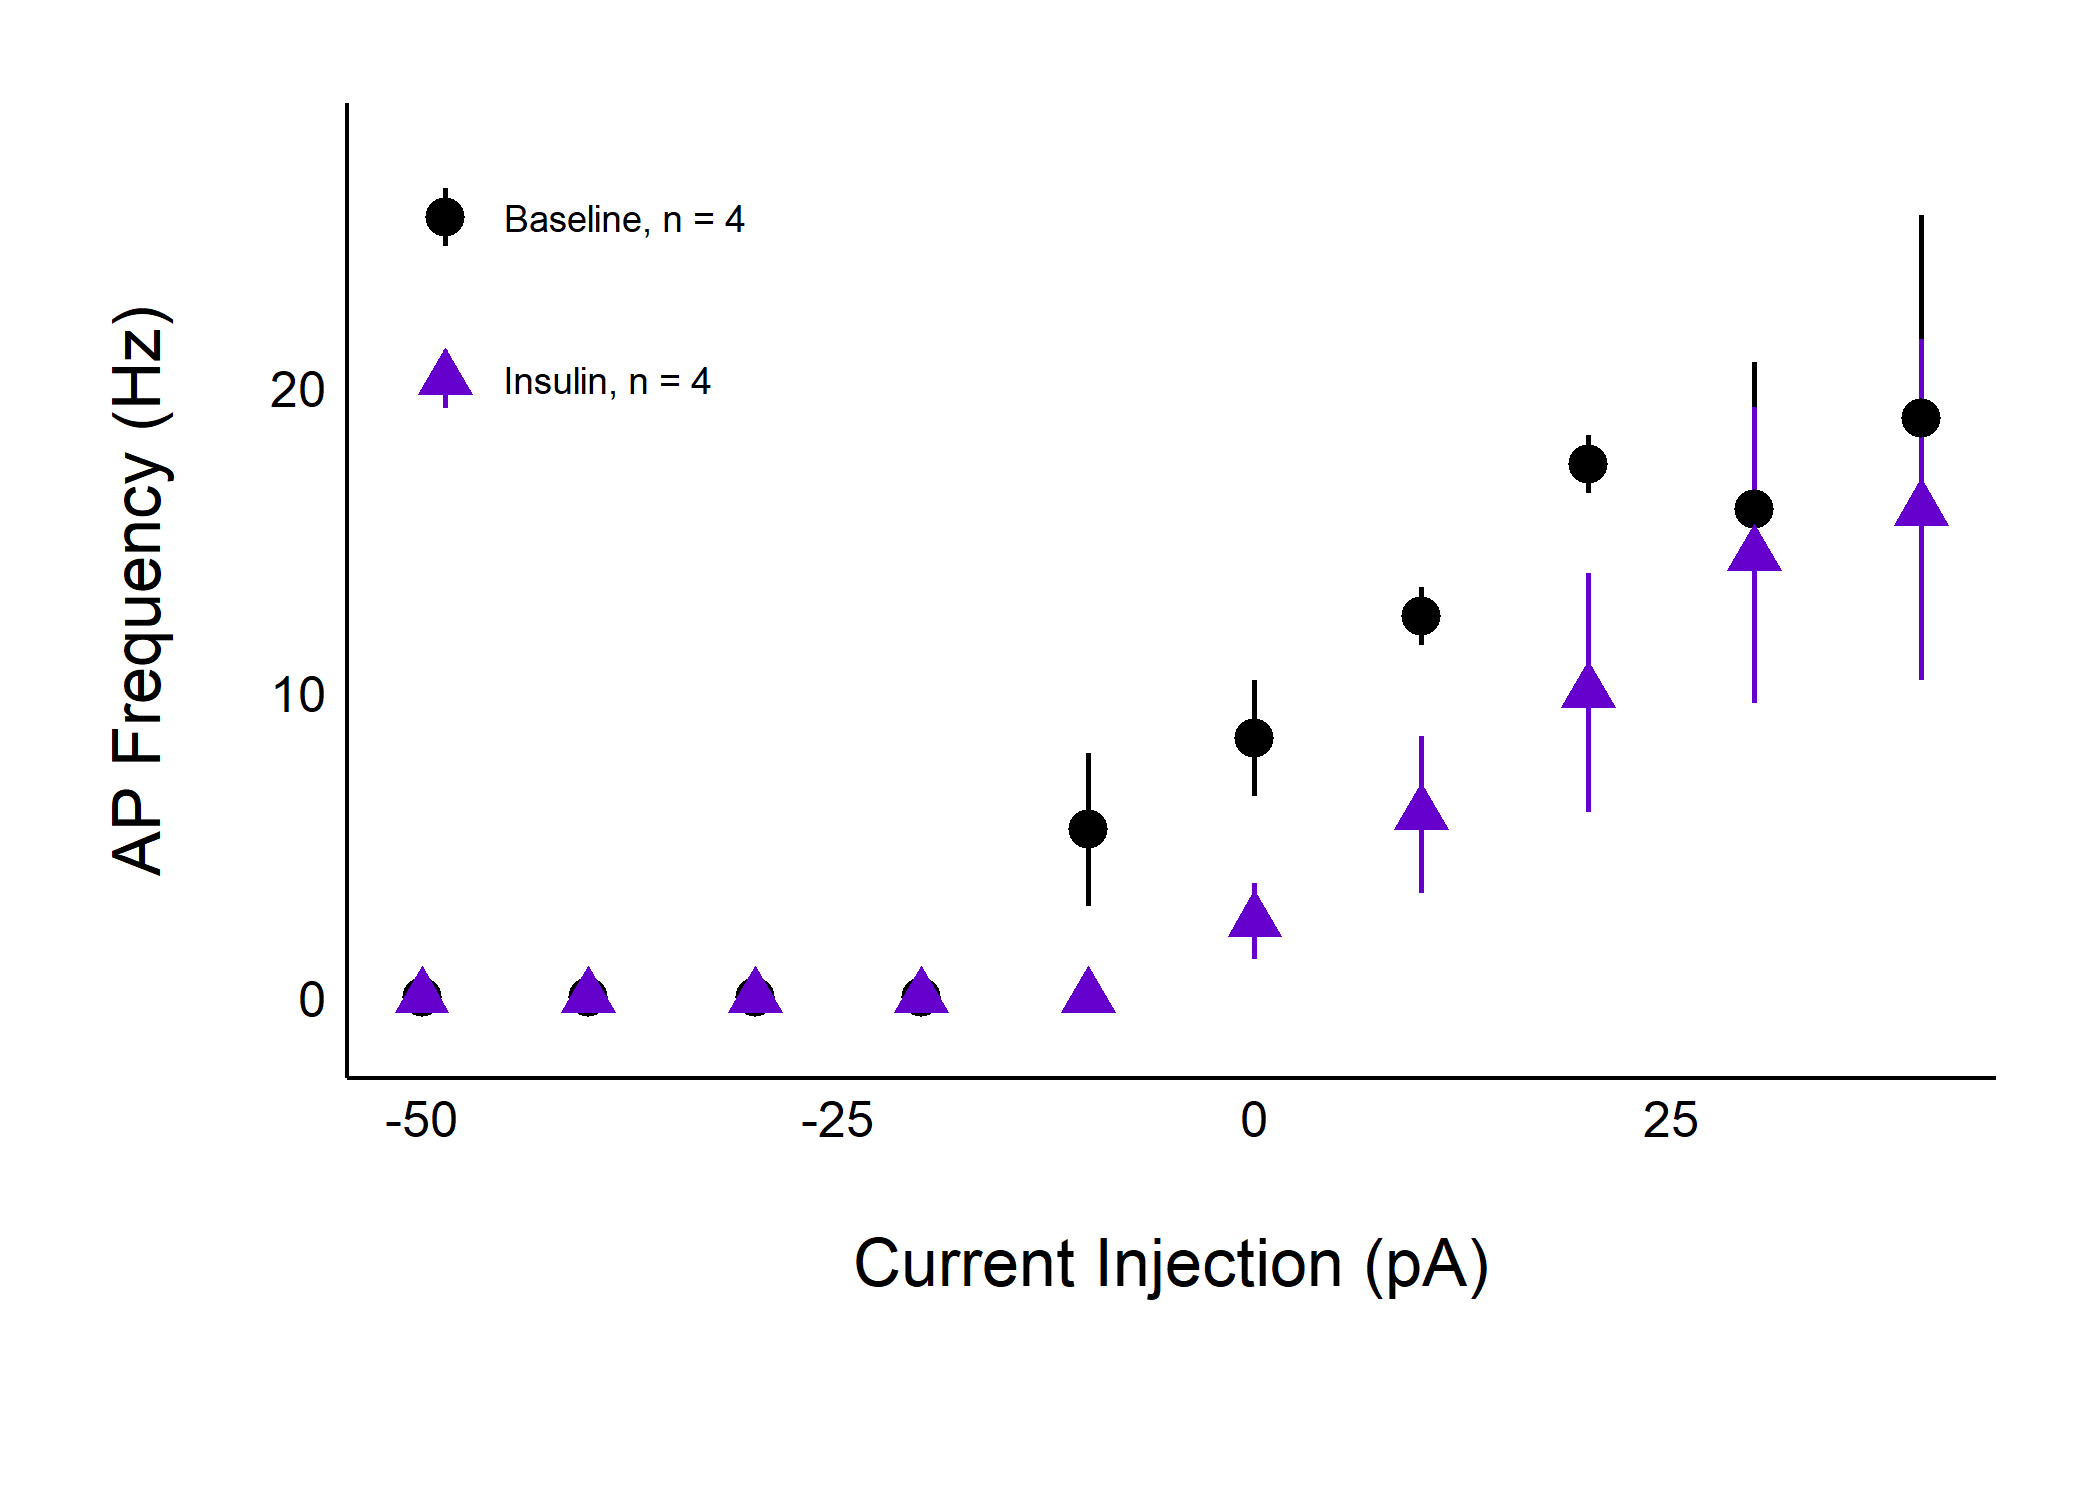 Baseline, n = 4
Insulin, n = 4
AP Frequency (Hz)
20
10
0
-50 -25 0 25
Current Injection (pA)